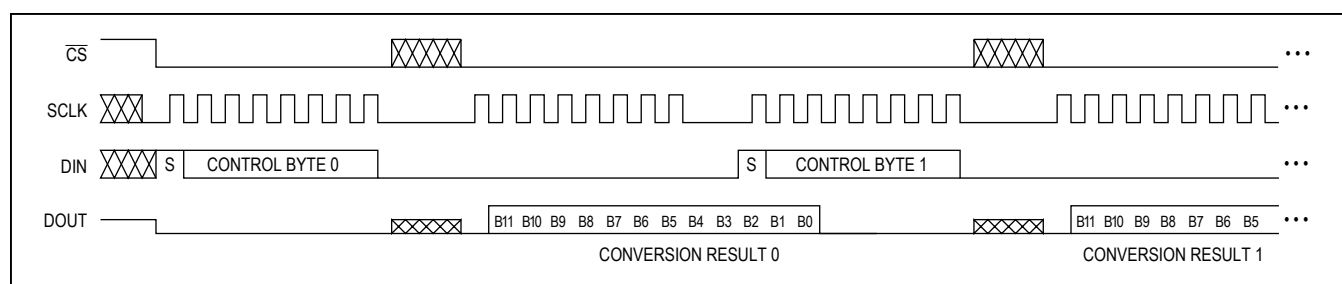 CS ...
SCLK ...
DIN S CONTROL BYTE 0 S CONTROL BYTE 1 ...
DOUT B11 B10 B9 B8 B7 B6 B5 B4 B3 B2 B1 B0 B11 B10 B9 B8 B7 B6 B5 ...
CONVERSION RESULT 0 CONVERSION RESULT 1